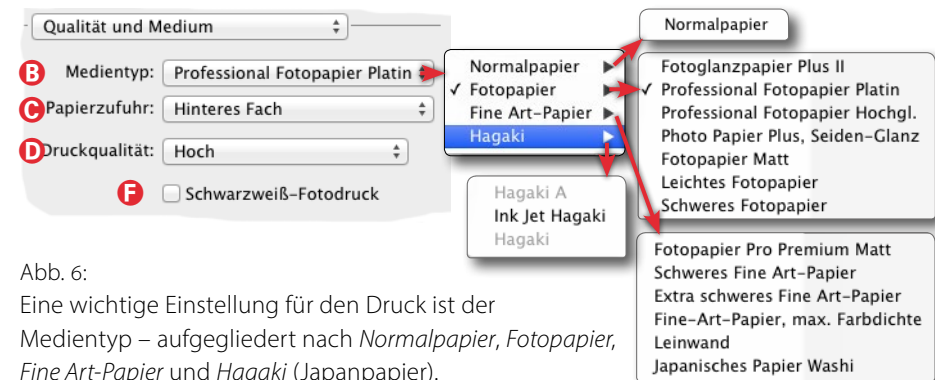 Qualität und Medium
B Medientyp: Professional Fotopapier Platin
C Papierzufuhr: Hinteres Fach
D Druckqualität: Hoch
F Schwarzweiß-Fotodruck
Normalpapier
✓ Fotopapier
Fine Art-Papier
Hagaki
Normalpapier
Fotoglanzpapier Plus II
✓ Professional Fotopapier Platin
Professional Fotopapier Hochgl.
Photo Papier Plus, Seiden-Glanz
Fotopapier Matt
Leichtes Fotopapier
Schweres Fotopapier
Hagaki A
Ink Jet Hagaki
Hagaki
Fotopapier Pro Premium Matt
Schweres Fine Art-Papier
Extra schweres Fine Art-Papier
Fine-Art-Papier, max. Farbdichte
Leinwand
Japanisches Papier Washi
Abb. 6:
Eine wichtige Einstellung für den Druck ist der
Medientyp – aufgegliedert nach Normalpapier, Fotopapier,
Fine Art-Papier und Hagaki (Japanpapier).